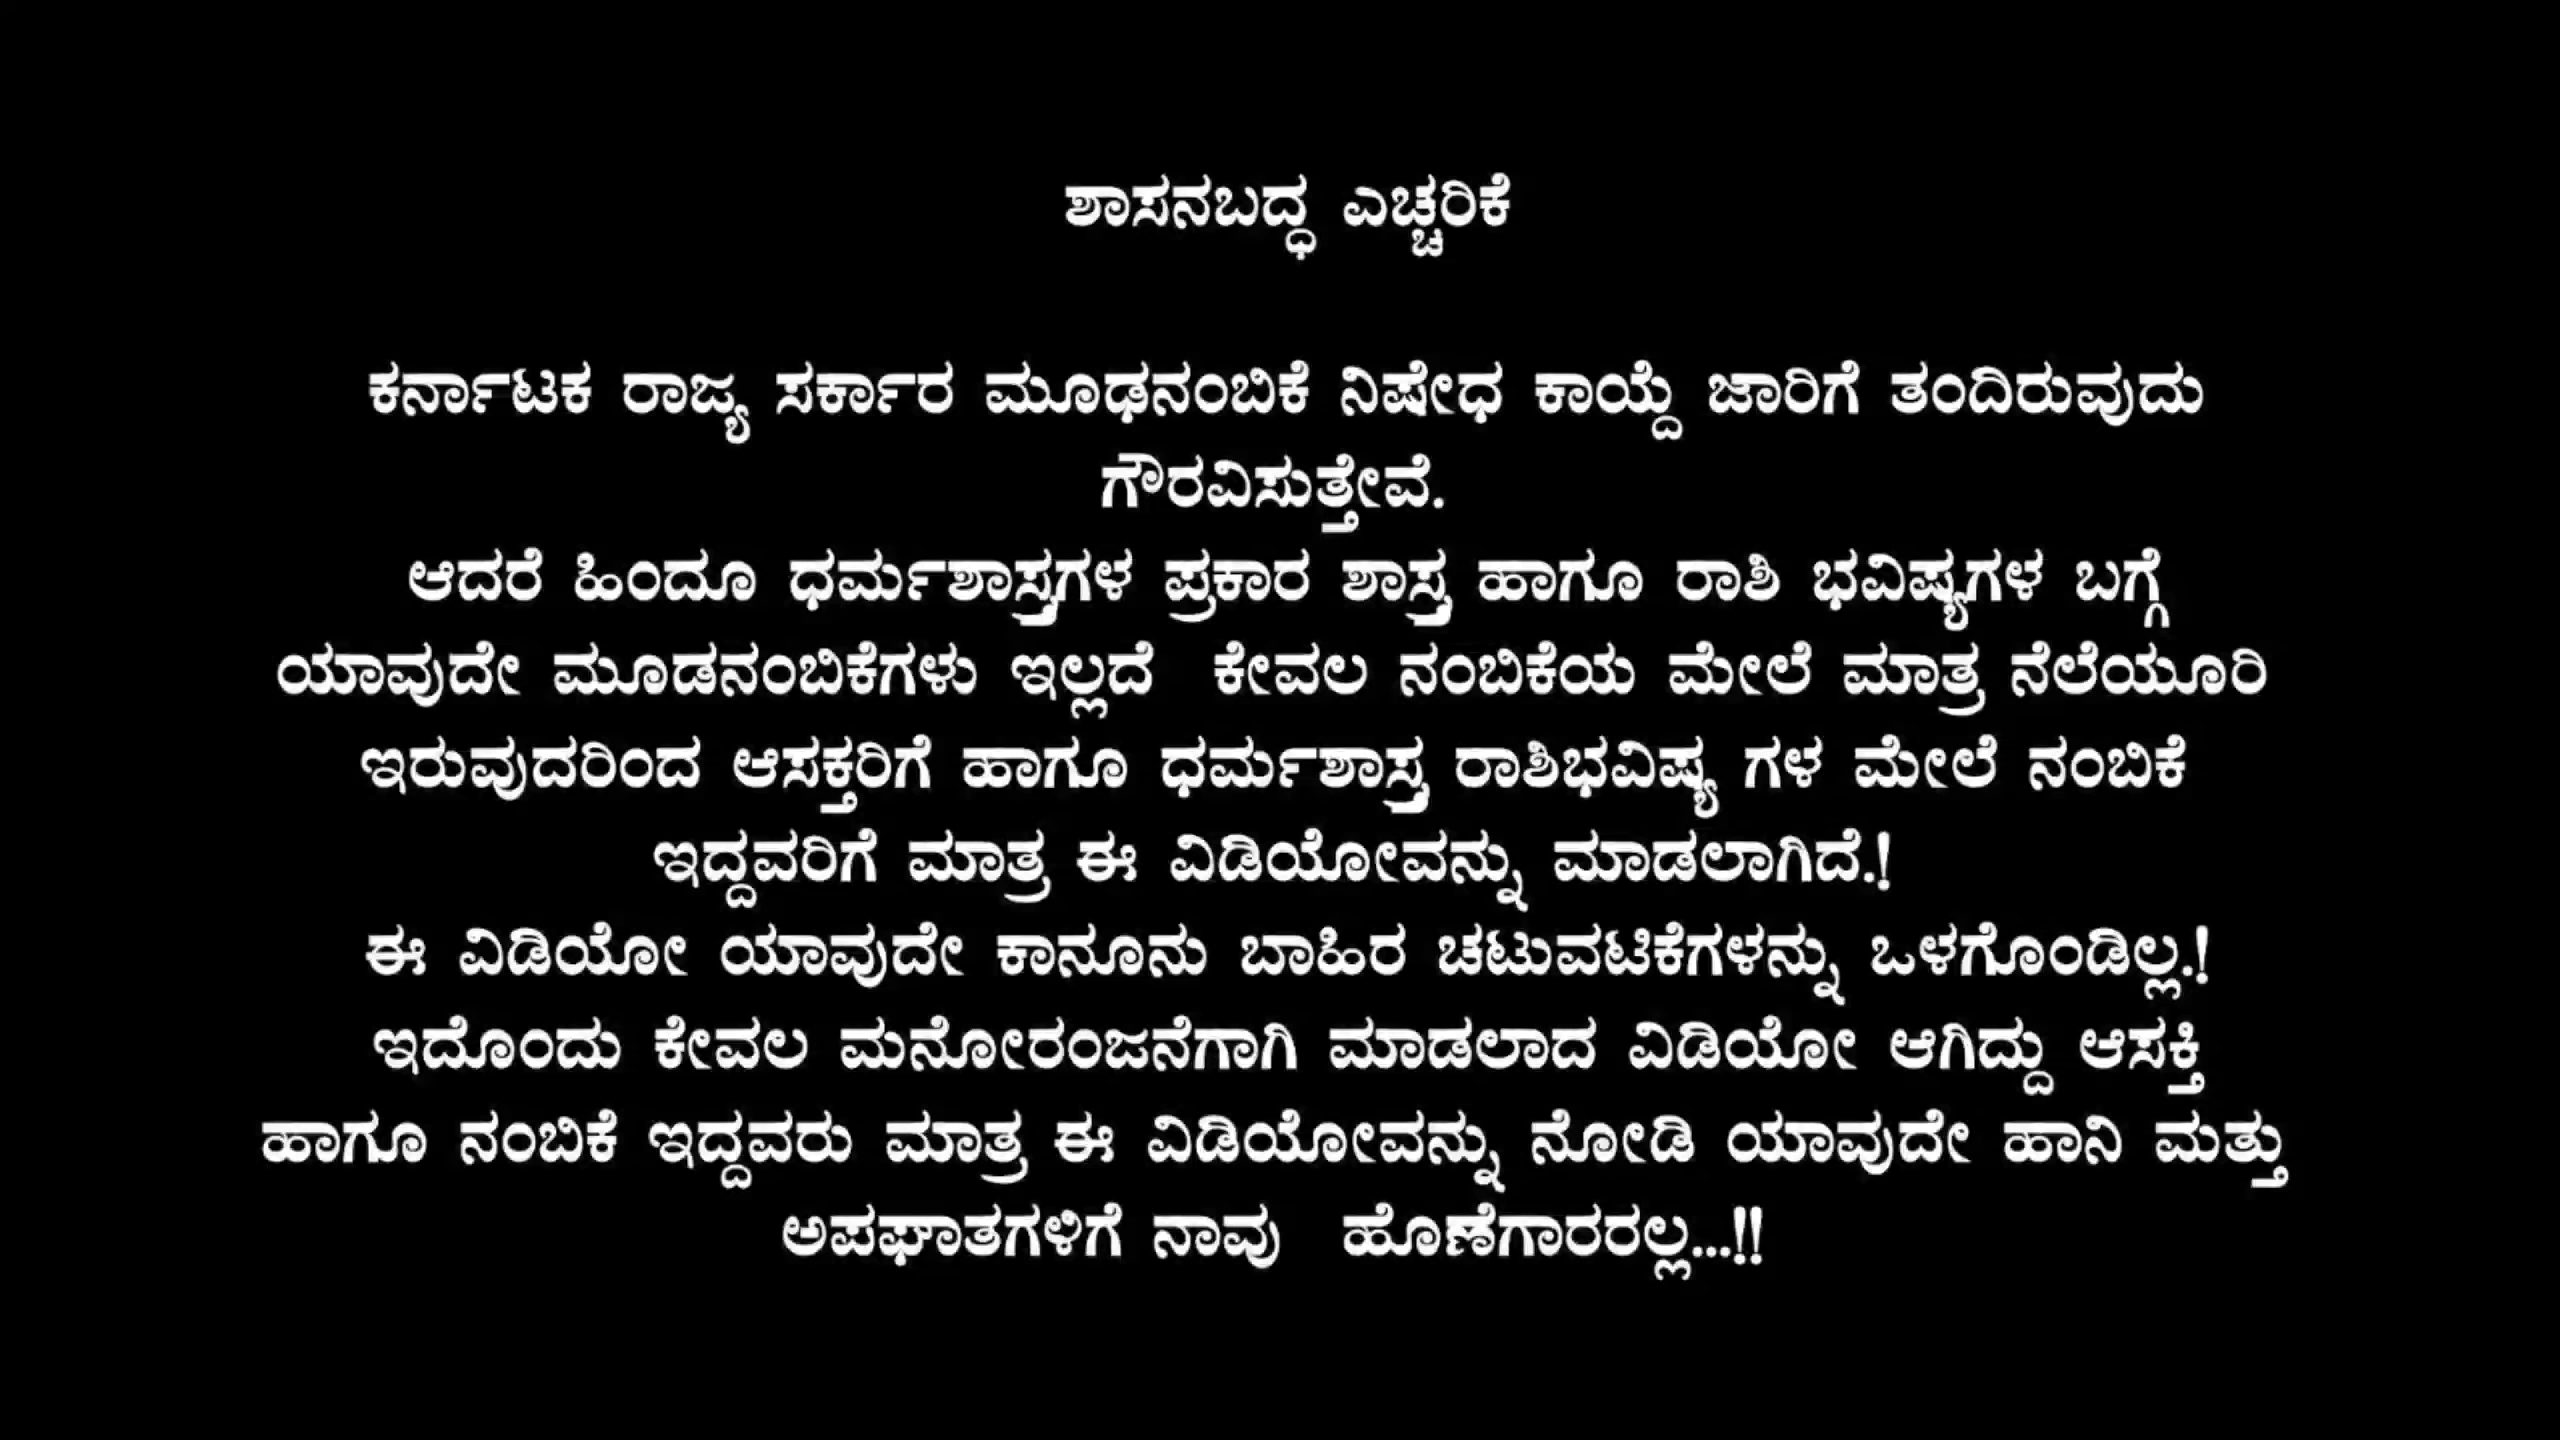 ಶಾಸನಬದ್ಧ ಎಚ್ಚರಿಕೆ
ಕರ್ನಾಟಕ ರಾಜ್ಯ ಸರ್ಕಾರ ಮೂಢನಂಬಿಕೆ ನಿಷೇಧ ಕಾಯ್ದೆ ಜಾರಿಗೆ ತಂದಿರುವುದು
ಗೌರವಿಸುತ್ತೇವೆ.
ಆದರೆ ಹಿಂದೂ ಧರ್ಮಶಾಸ್ತ್ರಗಳ ಪ್ರಕಾರ ಶಾಸ್ತ್ರ ಹಾಗೂ ರಾಶಿ ಭವಿಷ್ಯಗಳ ಬಗ್ಗೆ
ಯಾವುದೇ ಮೂಡನಂಬಿಕೆಗಳು ಇಲ್ಲದೆ ಕೇವಲ ನಂಬಿಕೆಯ ಮೇಲೆ ಮಾತ್ರ ನೆಲೆಯೂರಿ
ಇರುವುದರಿಂದ ಆಸಕ್ತರಿಗೆ ಹಾಗೂ ಧರ್ಮಶಾಸ್ತ್ರ ರಾಶಿಭವಿಷ್ಯ ಗಳ ಮೇಲೆ ನಂಬಿಕೆ
ಇದ್ದವರಿಗೆ ಮಾತ್ರ ಈ ವಿಡಿಯೋವನ್ನು ಮಾಡಲಾಗಿದೆ.!
ಈ ವಿಡಿಯೋ ಯಾವುದೇ ಕಾನೂನು ಬಾಹಿರ ಚಟುವಟಿಕೆಗಳನ್ನು ಒಳಗೊಂಡಿಲ್ಲ.!
ಇದೊಂದು ಕೇವಲ ಮನೋರಂಜನೆಗಾಗಿ ಮಾಡಲಾದ ವಿಡಿಯೋ ಆಗಿದ್ದು ಆಸಕ್ತಿ
ಹಾಗೂ ನಂಬಿಕೆ ಇದ್ದವರು ಮಾತ್ರ ಈ ವಿಡಿಯೋವನ್ನು ನೋಡಿ ಯಾವುದೇ ಹಾನಿ ಮತ್ತು
ಅಪಘಾತಗಳಿಗೆ ನಾವು ಹೊಣೆಗಾರರಲ್ಲ...!!